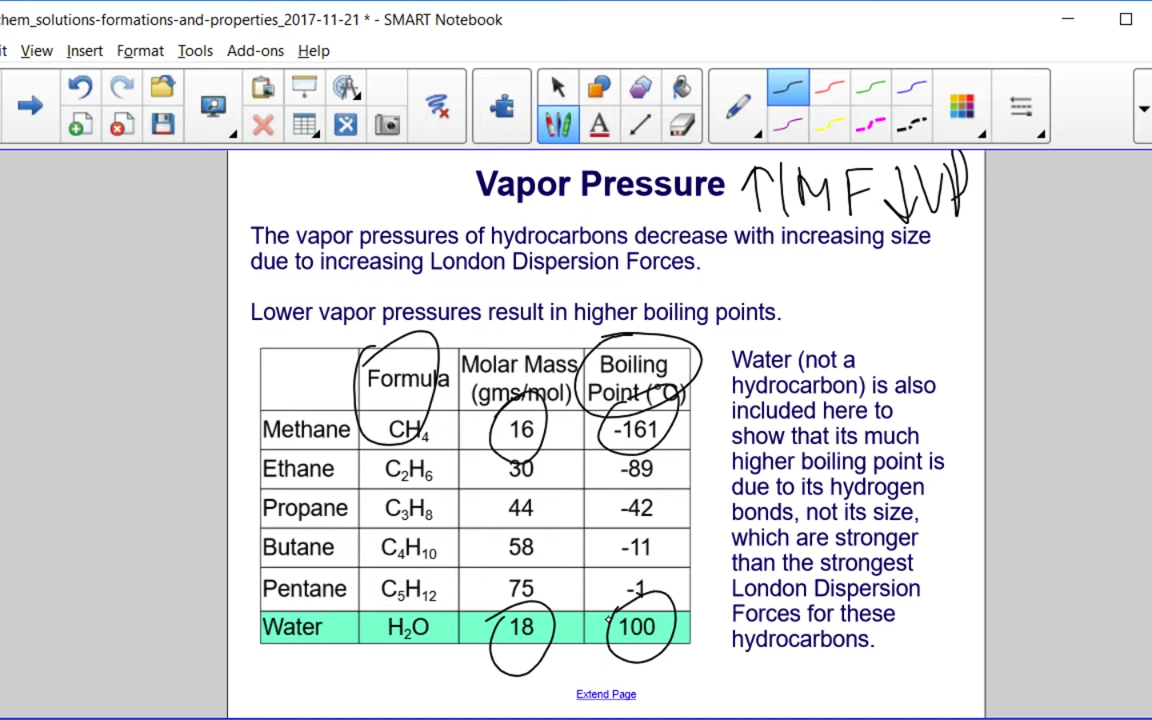 hem_solutions-formations-and-properties_2017-11-21 * - SMART Notebook
it View Insert Format Tools Add-ons Help
Vapor Pressure ↑IMF↓VP
The vapor pressures of hydrocarbons decrease with increasing size
due to increasing London Dispersion Forces.
Lower vapor pressures result in higher boiling points.
Formula Molar Mass (gms/mol) Boiling Point (°C)
Methane CH₄ 16 -161
Ethane C₂H₆ 30 -89
Propane C₃H₈ 44 -42
Butane C₄H₁₀ 58 -11
Pentane C₅H₁₂ 75 -1
Water H₂O 18 100
Water (not a
hydrocarbon) is also
included here to
show that its much
higher boiling point is
due to its hydrogen
bonds, not its size,
which are stronger
than the strongest
London Dispersion
Forces for these
hydrocarbons.
Extend Page